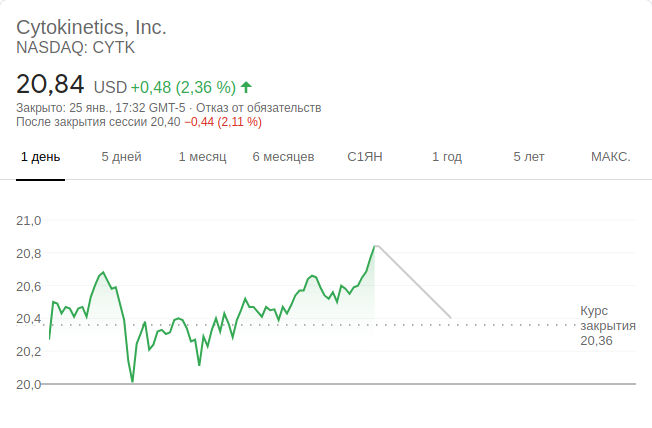 Cytokinetics, Inc.
NASDAQ: CYTK
20,84 USD +0,48 (2,36 %)
Закрыто: 25 янв., 17:32 GMT-5 · Отказ от обязательств
После закрытия сессии 20,40 −0,44 (2,11 %)
1 день 5 дней 1 месяц 6 месяцев С1ЯН 1 год 5 лет МАКС.
21,0
20,8
20,6
20,4
20,2
20,0
Курс
закрытия
20,36